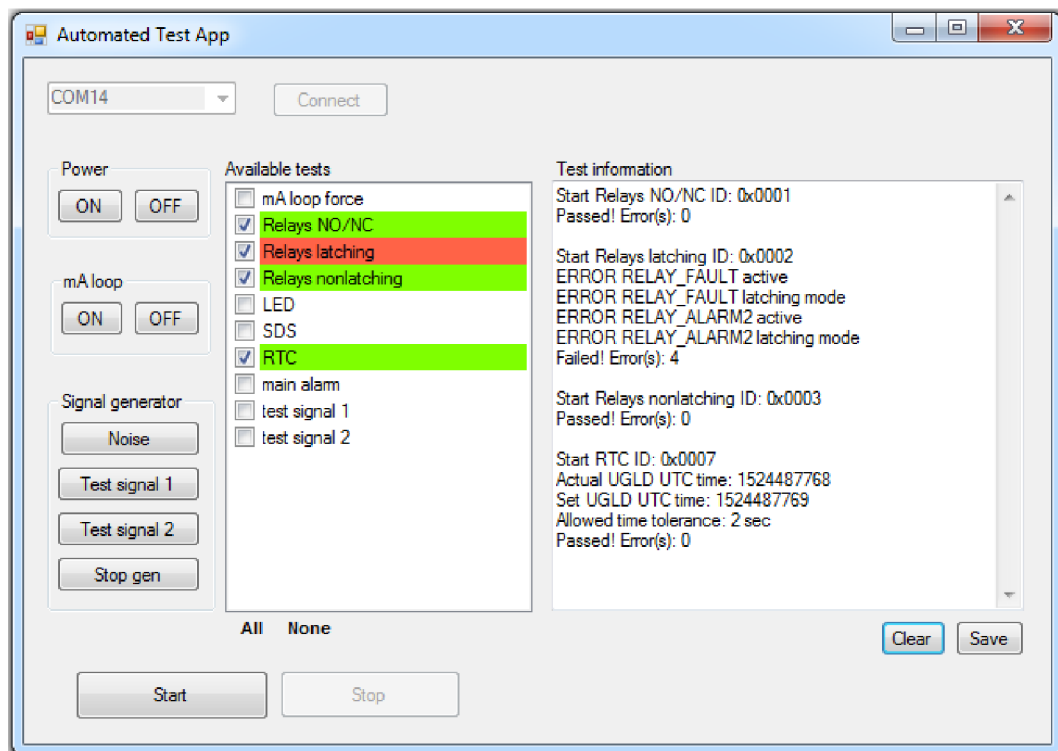 Automated Test App
COM14
Connect
Power
ON OFF
mA loop
ON OFF
Signal generator
Noise
Test signal 1
Test signal 2
Stop gen
Available tests
mA loop force
Relays NO/NC
Relays latching
Relays nonlatching
LED
SDS
RTC
main alarm
test signal 1
test signal 2
All None
Test information
Start Relays NO/NC ID: 0x0001
Passed! Error(s): 0
Start Relays latching ID: 0x0002
ERROR RELAY_FAULT active
ERROR RELAY_FAULT latching mode
ERROR RELAY_ALARM2 active
ERROR RELAY_ALARM2 latching mode
Failed! Error(s): 4
Start Relays nonlatching ID: 0x0003
Passed! Error(s): 0
Start RTC ID: 0x0007
Actual UGLD UTC time: 1524487768
Set UGLD UTC time: 1524487769
Allowed time tolerance: 2 sec
Passed! Error(s): 0
Clear Save
Start Stop